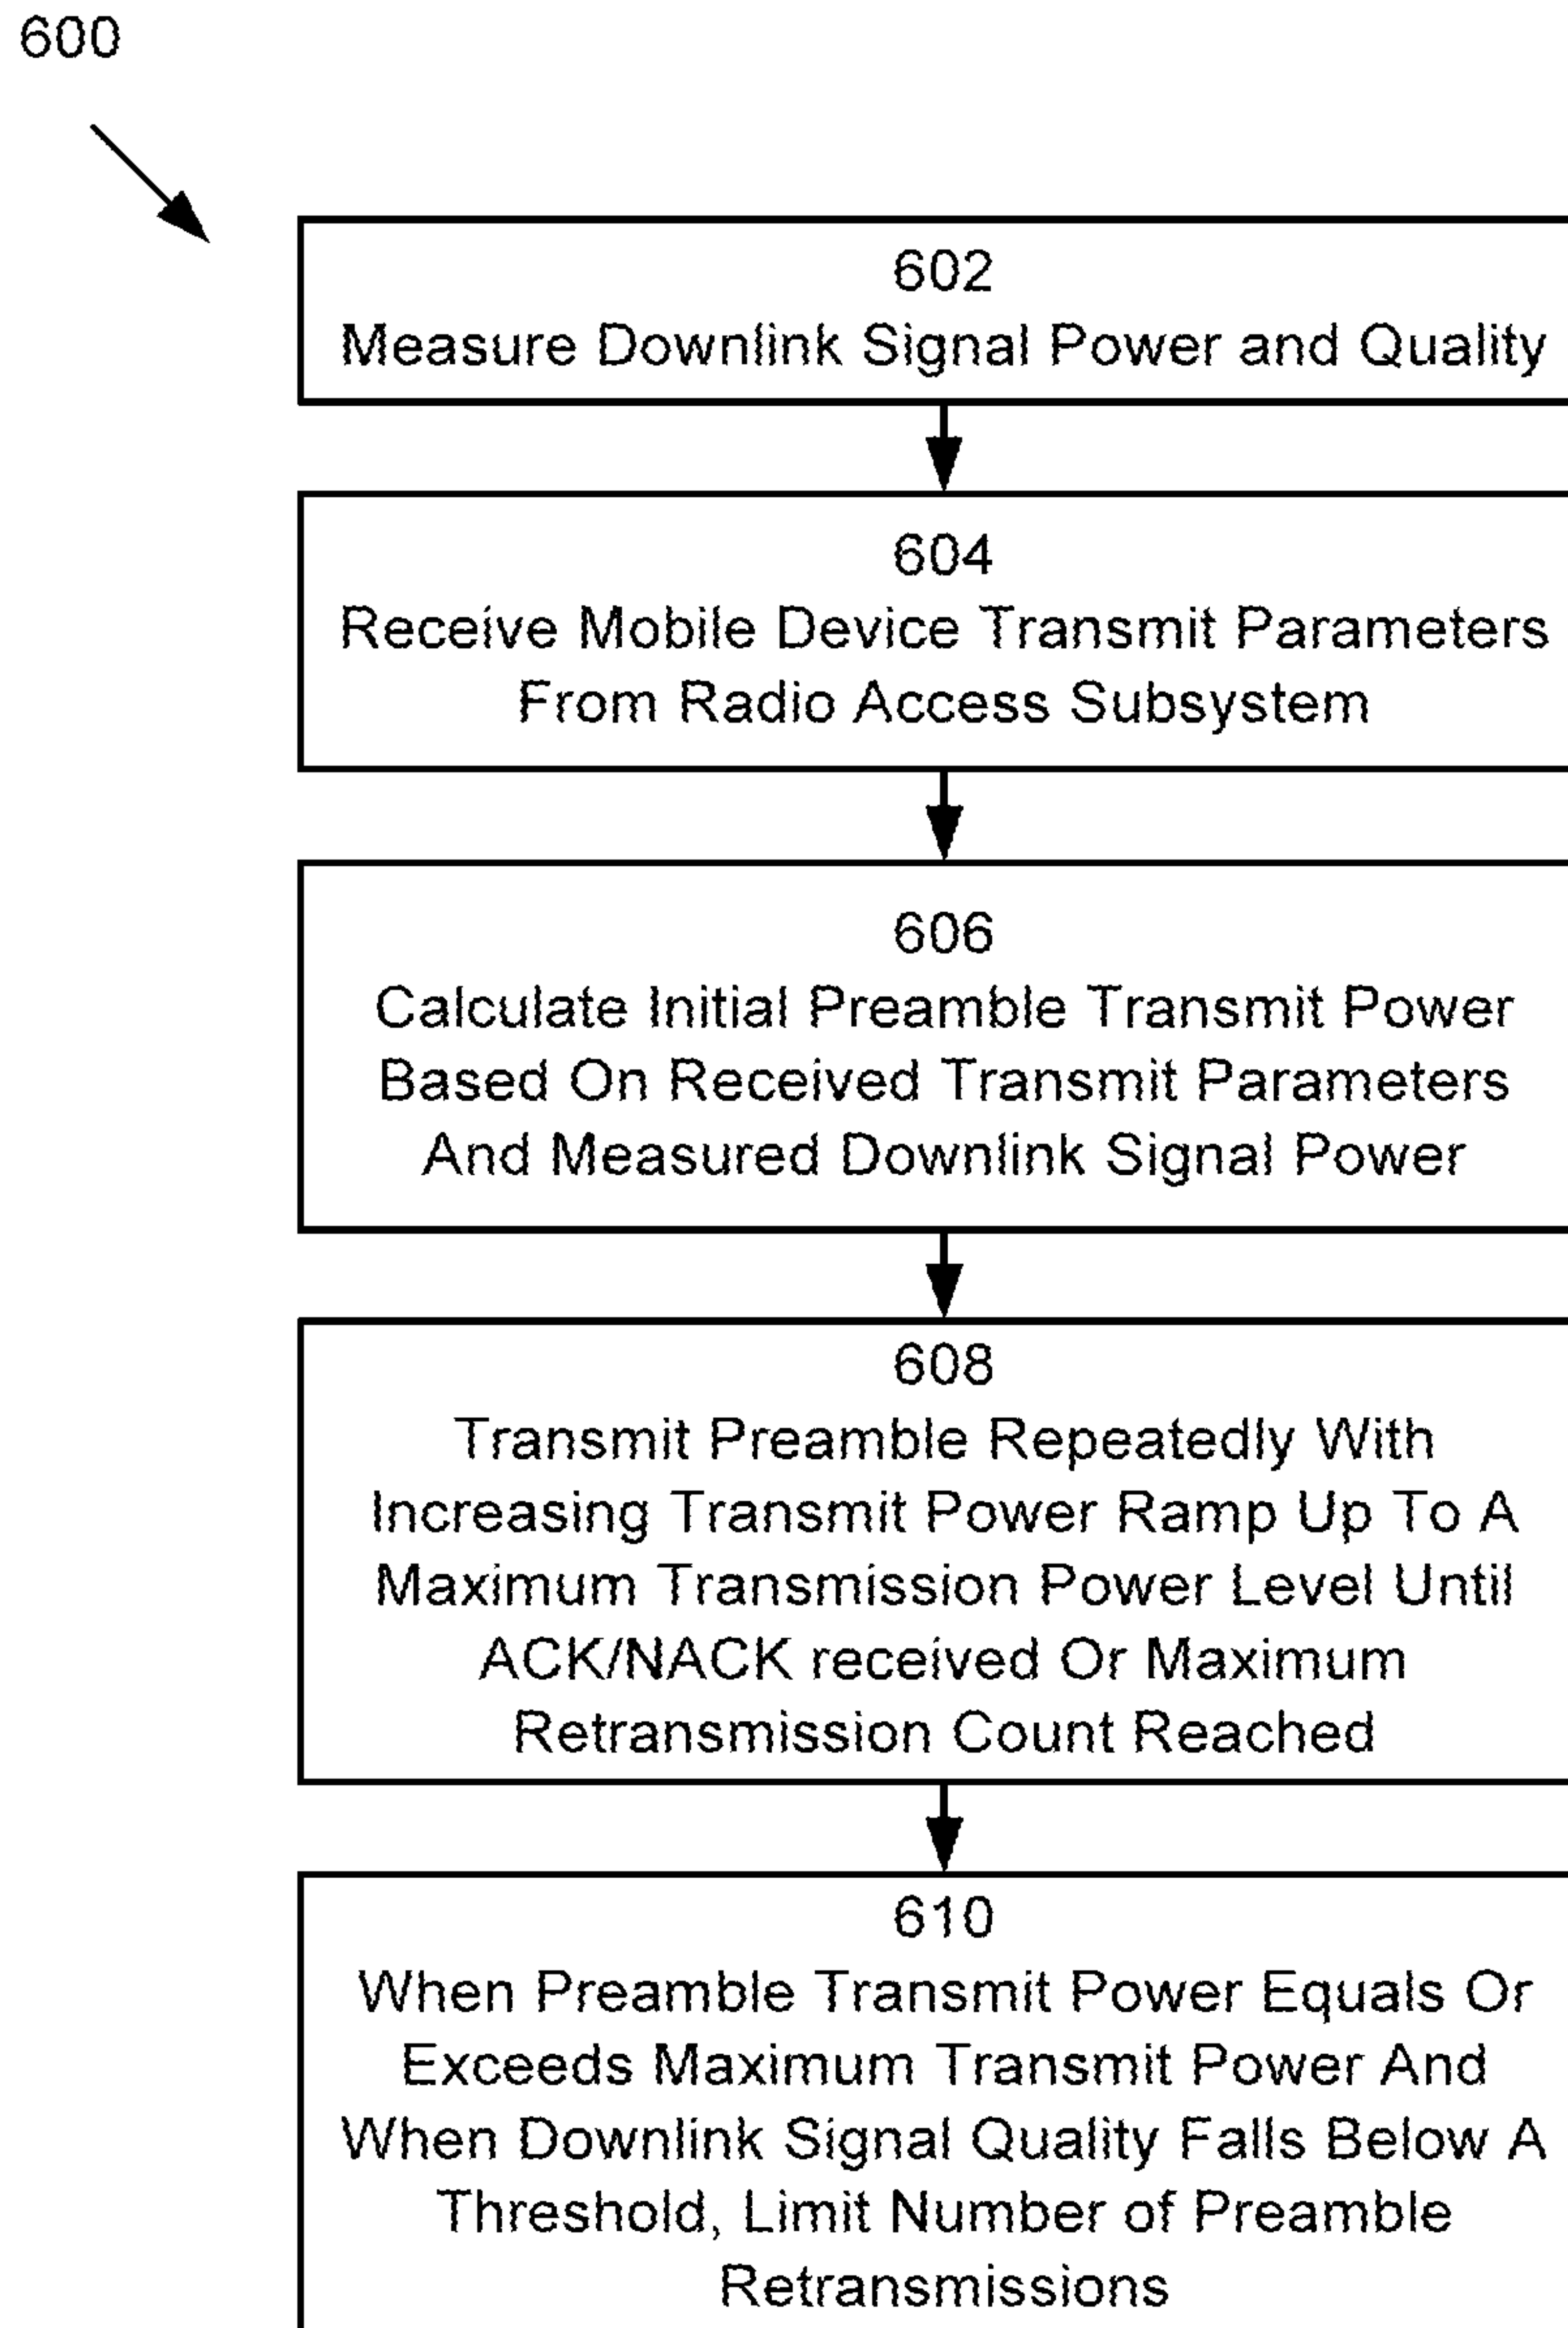 600
602
Measure Downlink Signal Power and Quality
604
Receive Mobile Device Transmit Parameters
From Radio Access Subsystem
606
Calculate Initial Preamble Transmit Power
Based On Received Transmit Parameters
And Measured Downlink Signal Power
608
Transmit Preamble Repeatedly With
Increasing Transmit Power Ramp Up To A
Maximum Transmission Power Level Until
ACK/NACK received Or Maximum
Retransmission Count Reached
610
When Preamble Transmit Power Equals Or
Exceeds Maximum Transmit Power And
When Downlink Signal Quality Falls Below A
Threshold, Limit Number of Preamble
Retransmissions